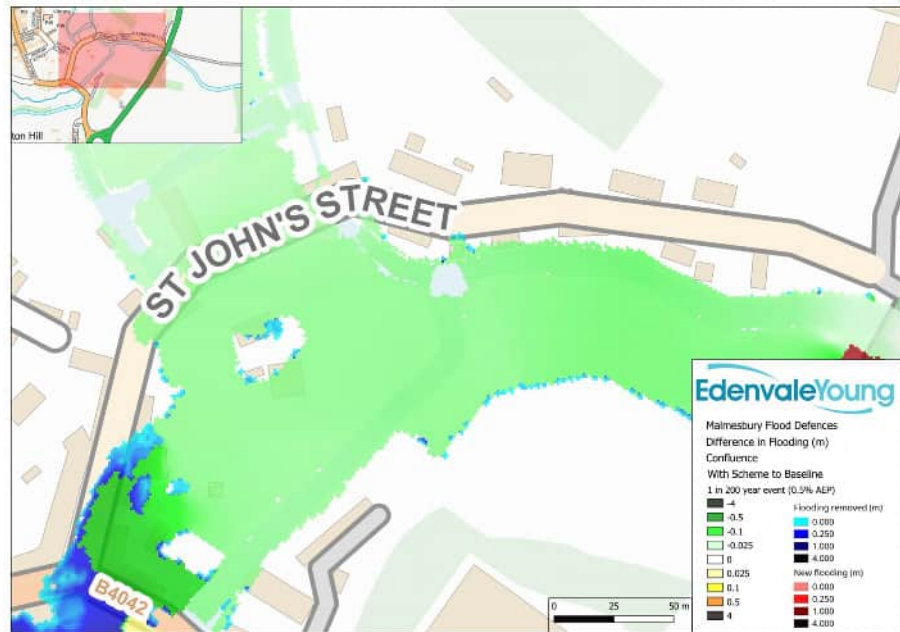 ton Hill
ST JOHN'S STREET
B4042
EdenvaleYoung
Malmesbury Flood Defences
Difference in Flooding (m)
Confluence
With Scheme to Baseline
1 in 200 year event (0.5% AEP)
-4
-0.5
-0.1
-0.025
0
0.025
0.1
0.5
4
Flooding removed (m)
0.000
0.250
1.000
4.000
New flooding (m)
0.000
0.250
1.000
4.000
0 25 50 m